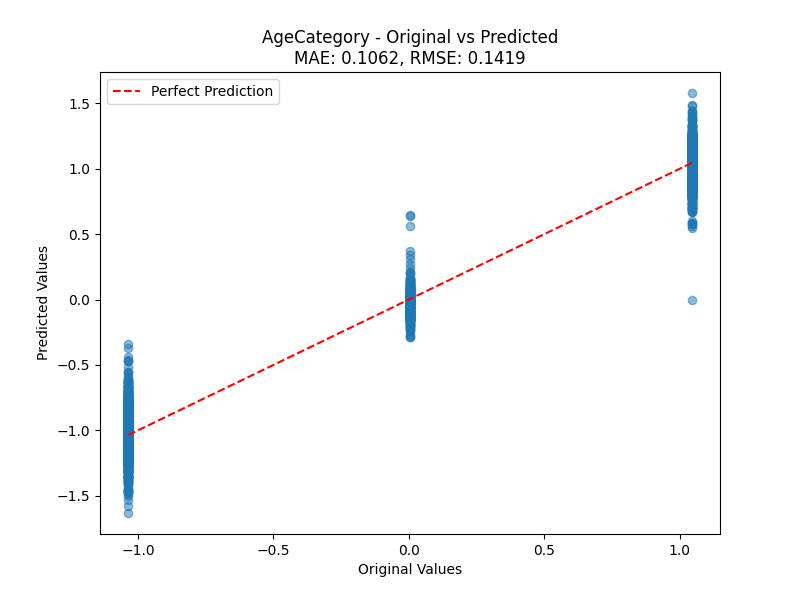 AgeCategory - Original vs Predicted
MAE: 0.1062, RMSE: 0.1419
Perfect Prediction
1.5
1.0
0.5
0.0
−0.5
−1.0
−1.5
Predicted Values
−1.0
−0.5
0.0
0.5
1.0
Original Values